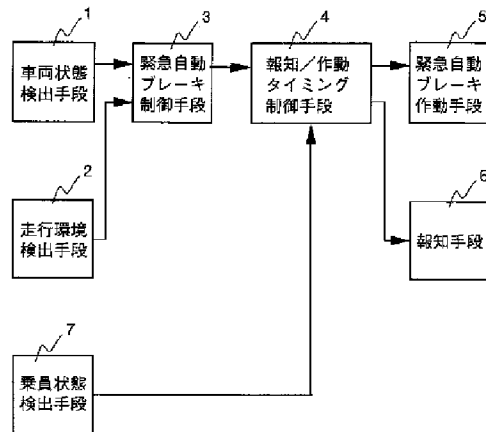 1
車両状態
検出手段
3
緊急自動
ブレーキ
制御手段
4
報知／作動
タイミング
制御手段
5
緊急自動
ブレーキ
作動手段
2
走行環境
検出手段
6
報知手段
7
乗員状態
検出手段